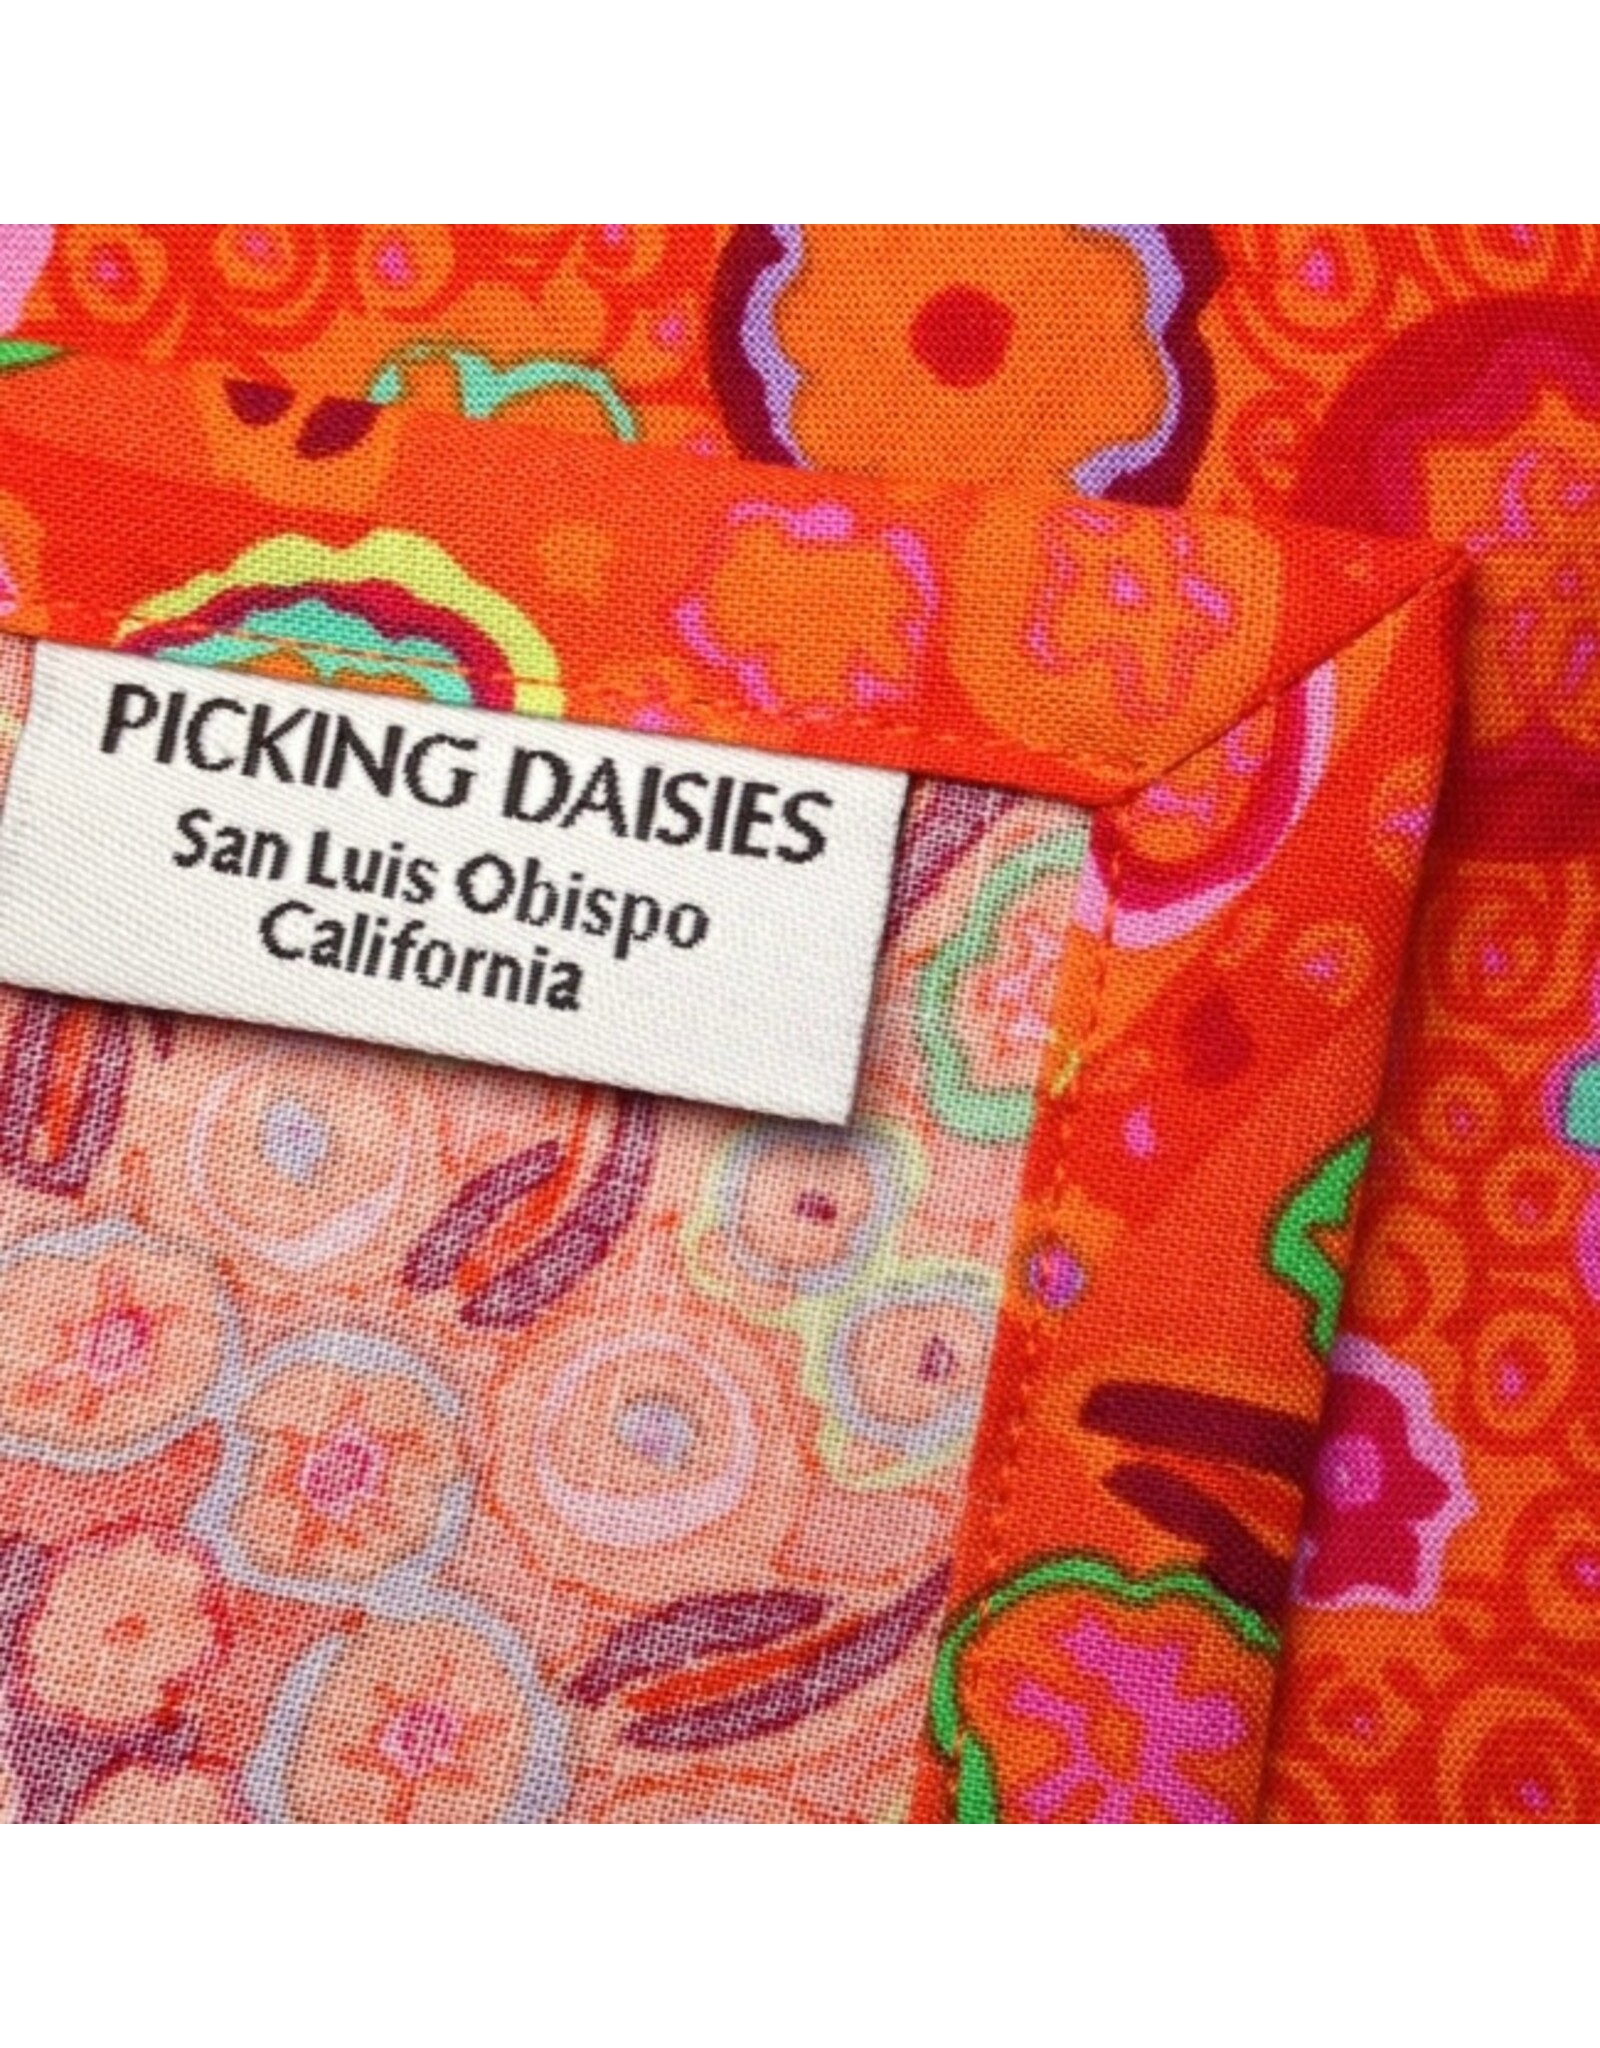 PICKING DAISIES
San Luis Obispo
California